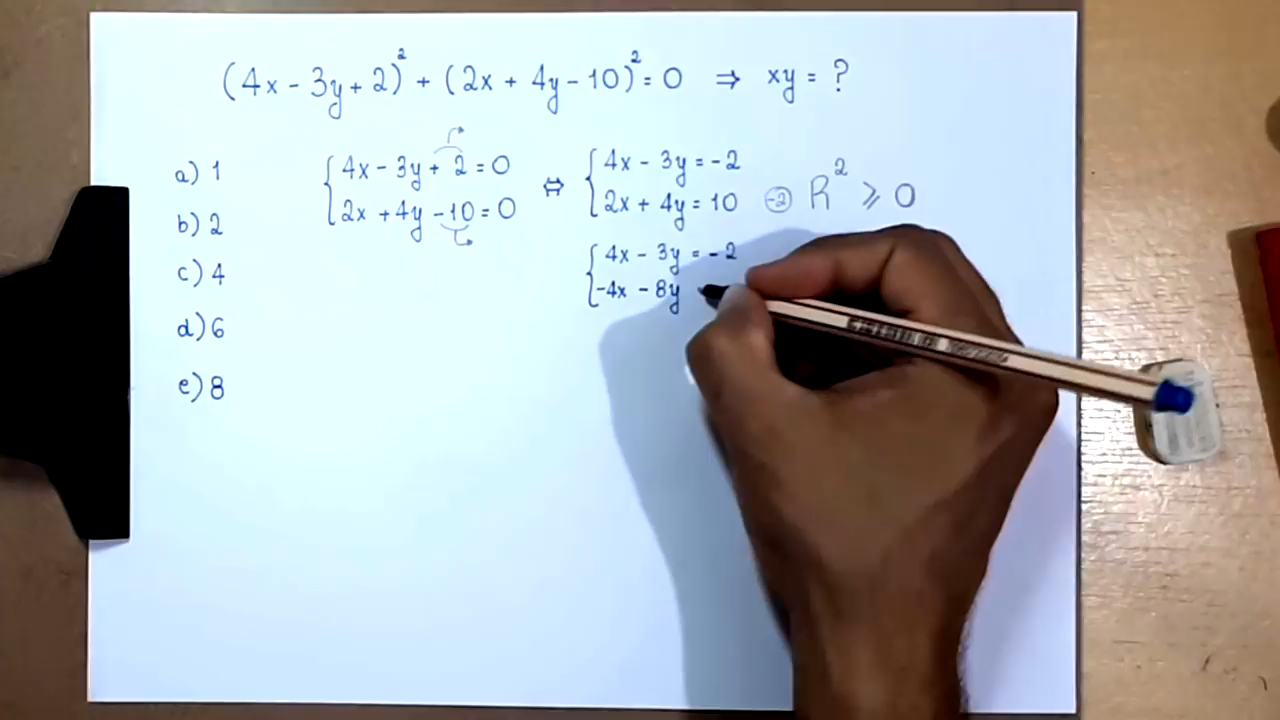 (4x - 3y + 2)² + (2x + 4y - 10)² = 0 ⇒ xy = ?
a) 1
b) 2
c) 4
d) 6
e) 8
4x - 3y + 2 = 0
2x + 4y - 10 = 0
⇔
4x - 3y = -2
2x + 4y = 10 (-2)
R² ⩾ 0
4x - 3y = -2
-4x - 8y